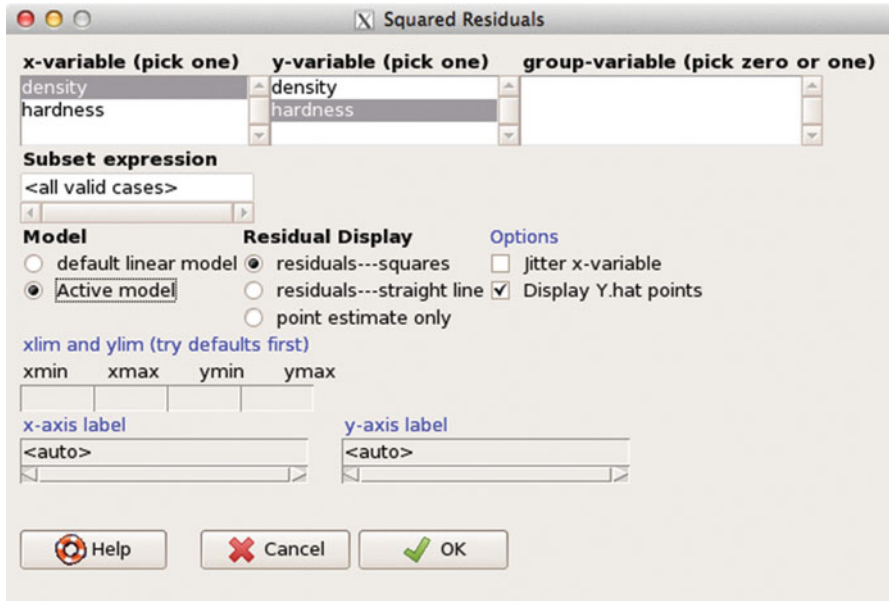 Squared Residuals
x-variable (pick one) y-variable (pick one) group-variable (pick zero or one)
density density
hardness hardness
Subset expression
<all valid cases>
Model Residual Display Options
default linear model residuals---squares Jitter x-variable
Active model residuals---straight line Display Y.hat points
point estimate only
xlim and ylim (try defaults first)
xmin xmax ymin ymax
x-axis label y-axis label
<auto> <auto>
Help Cancel OK